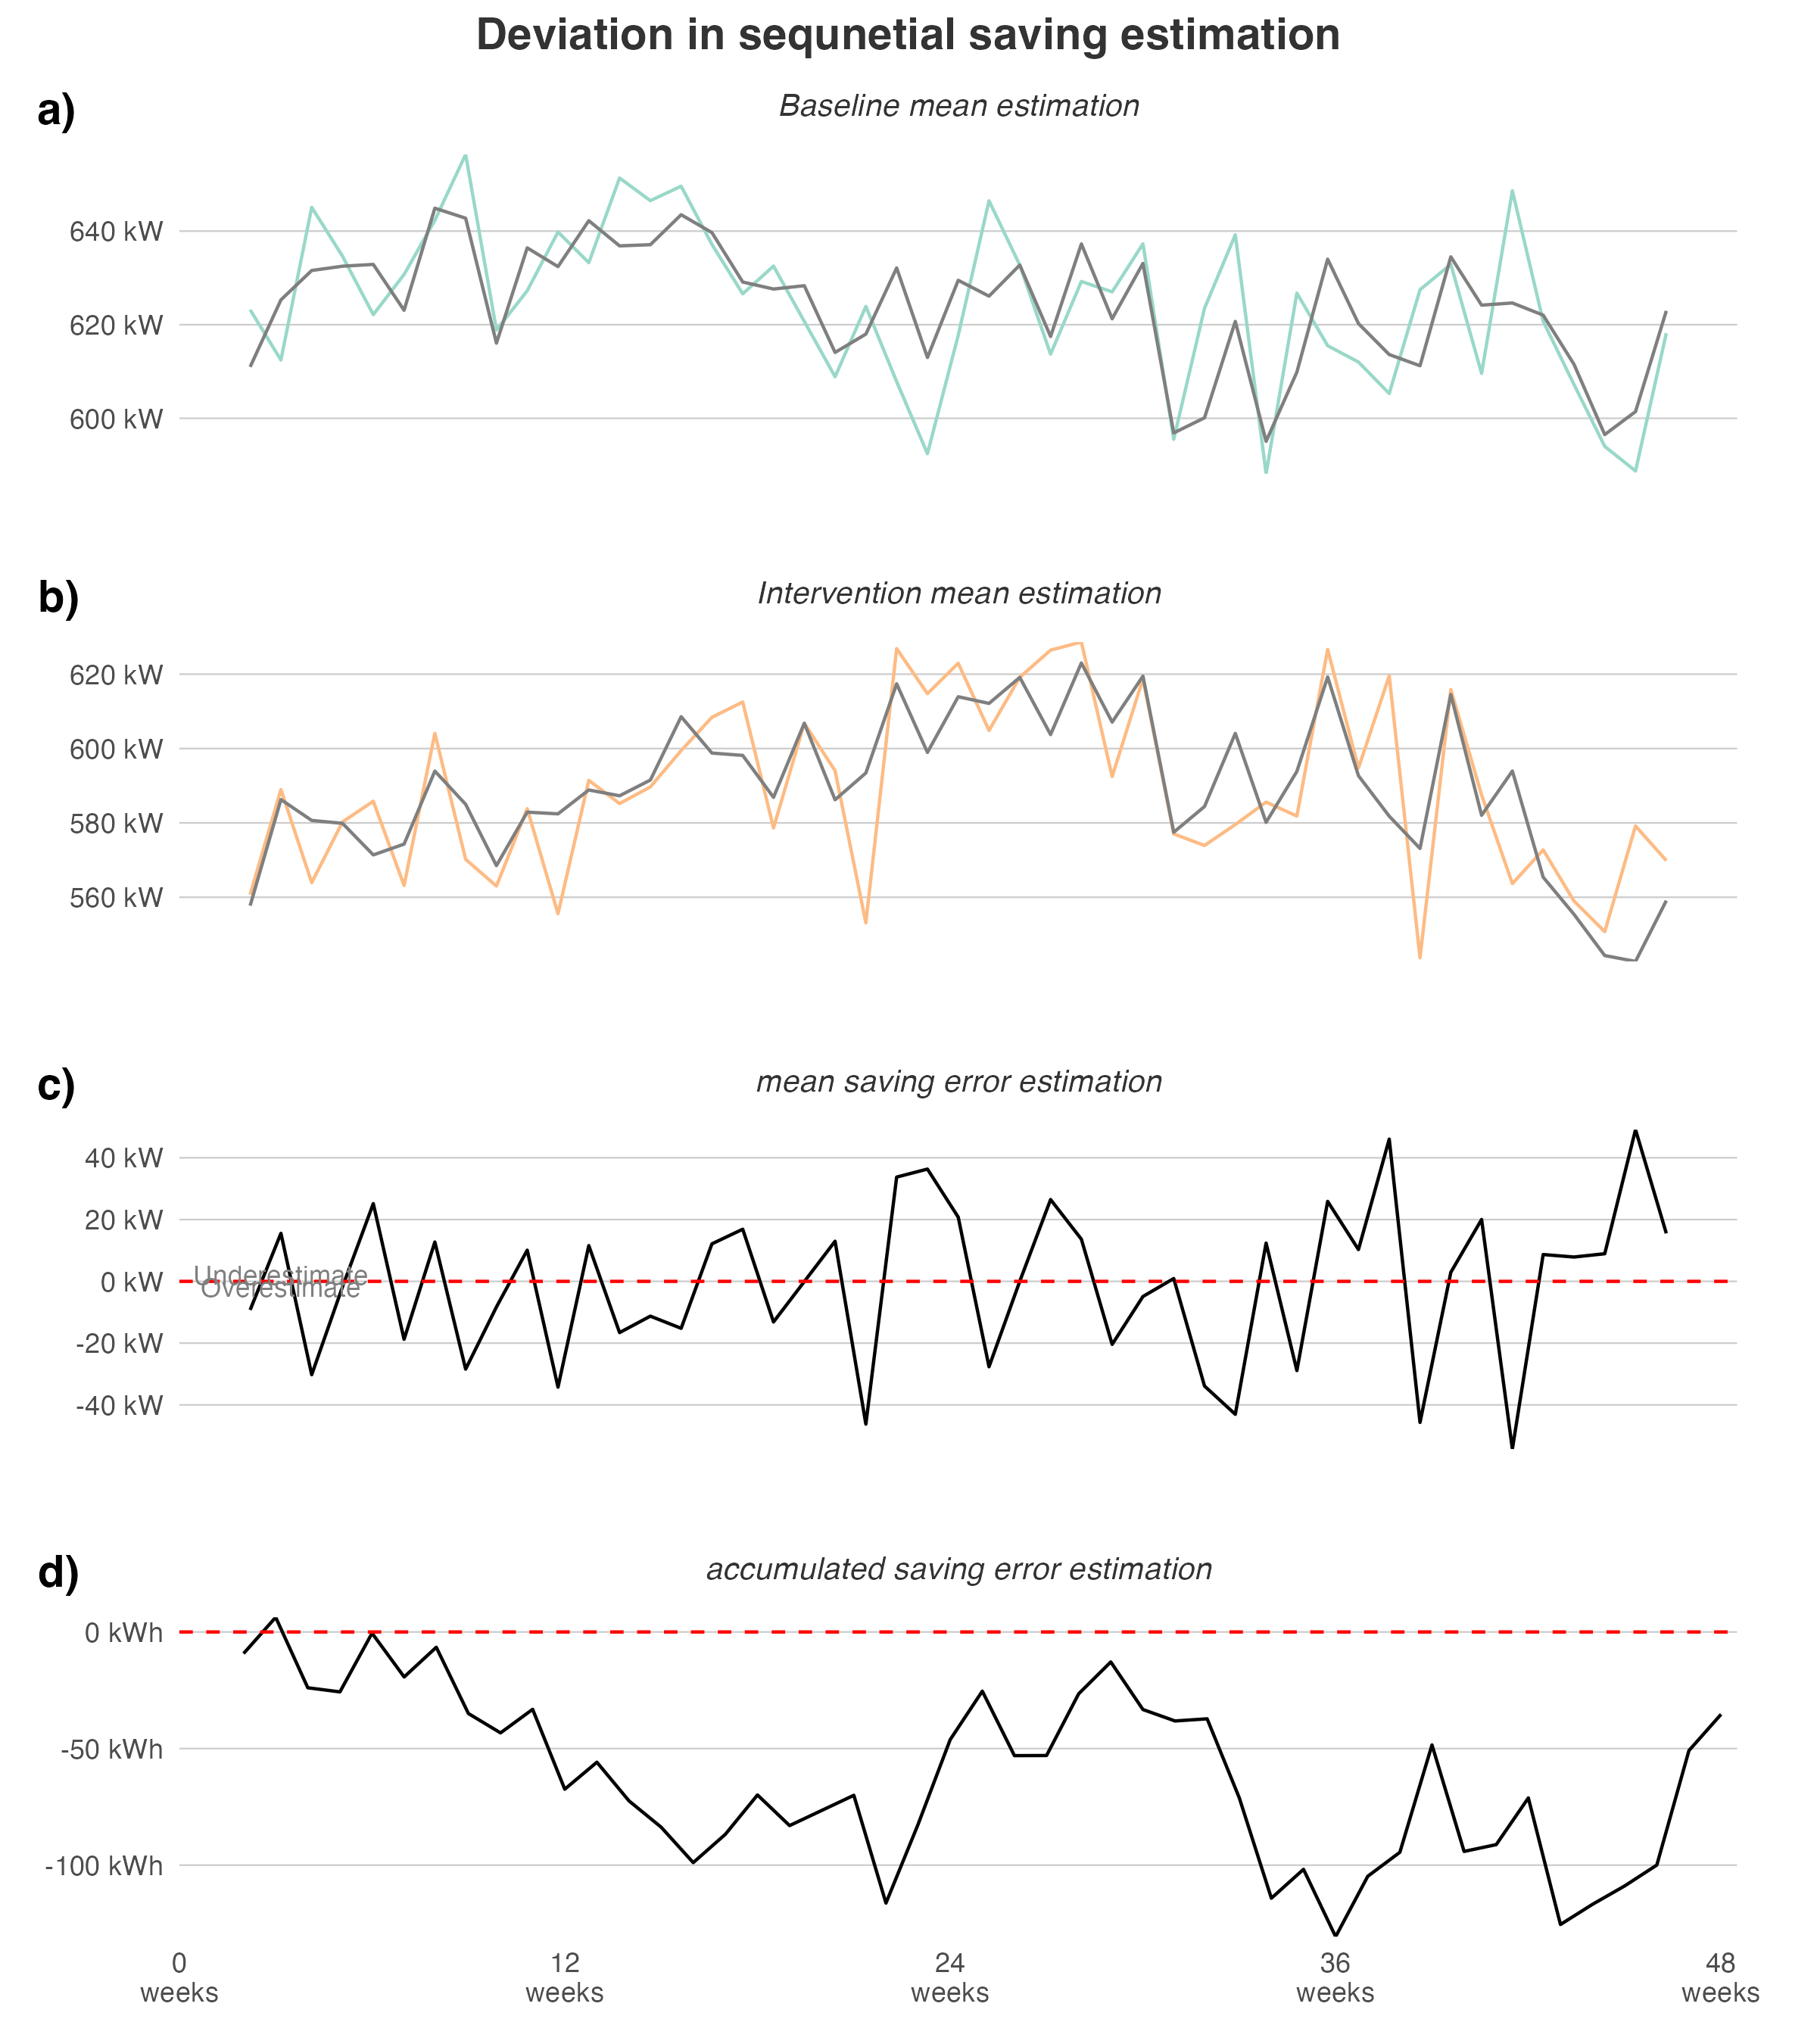 Deviation in sequnetial saving estimation
a)
Baseline mean estimation
640 kW
620 kW
600 kW
b)
Intervention mean estimation
620 kW
600 kW
580 kW
560 kW
c)
mean saving error estimation
40 kW
20 kW
Underestimate
0 kW
Overestimate
-20 kW
-40 kW
d)
accumulated saving error estimation
0 kWh
-50 kWh
-100 kWh
0 12 24 36 48
weeks weeks weeks weeks weeks